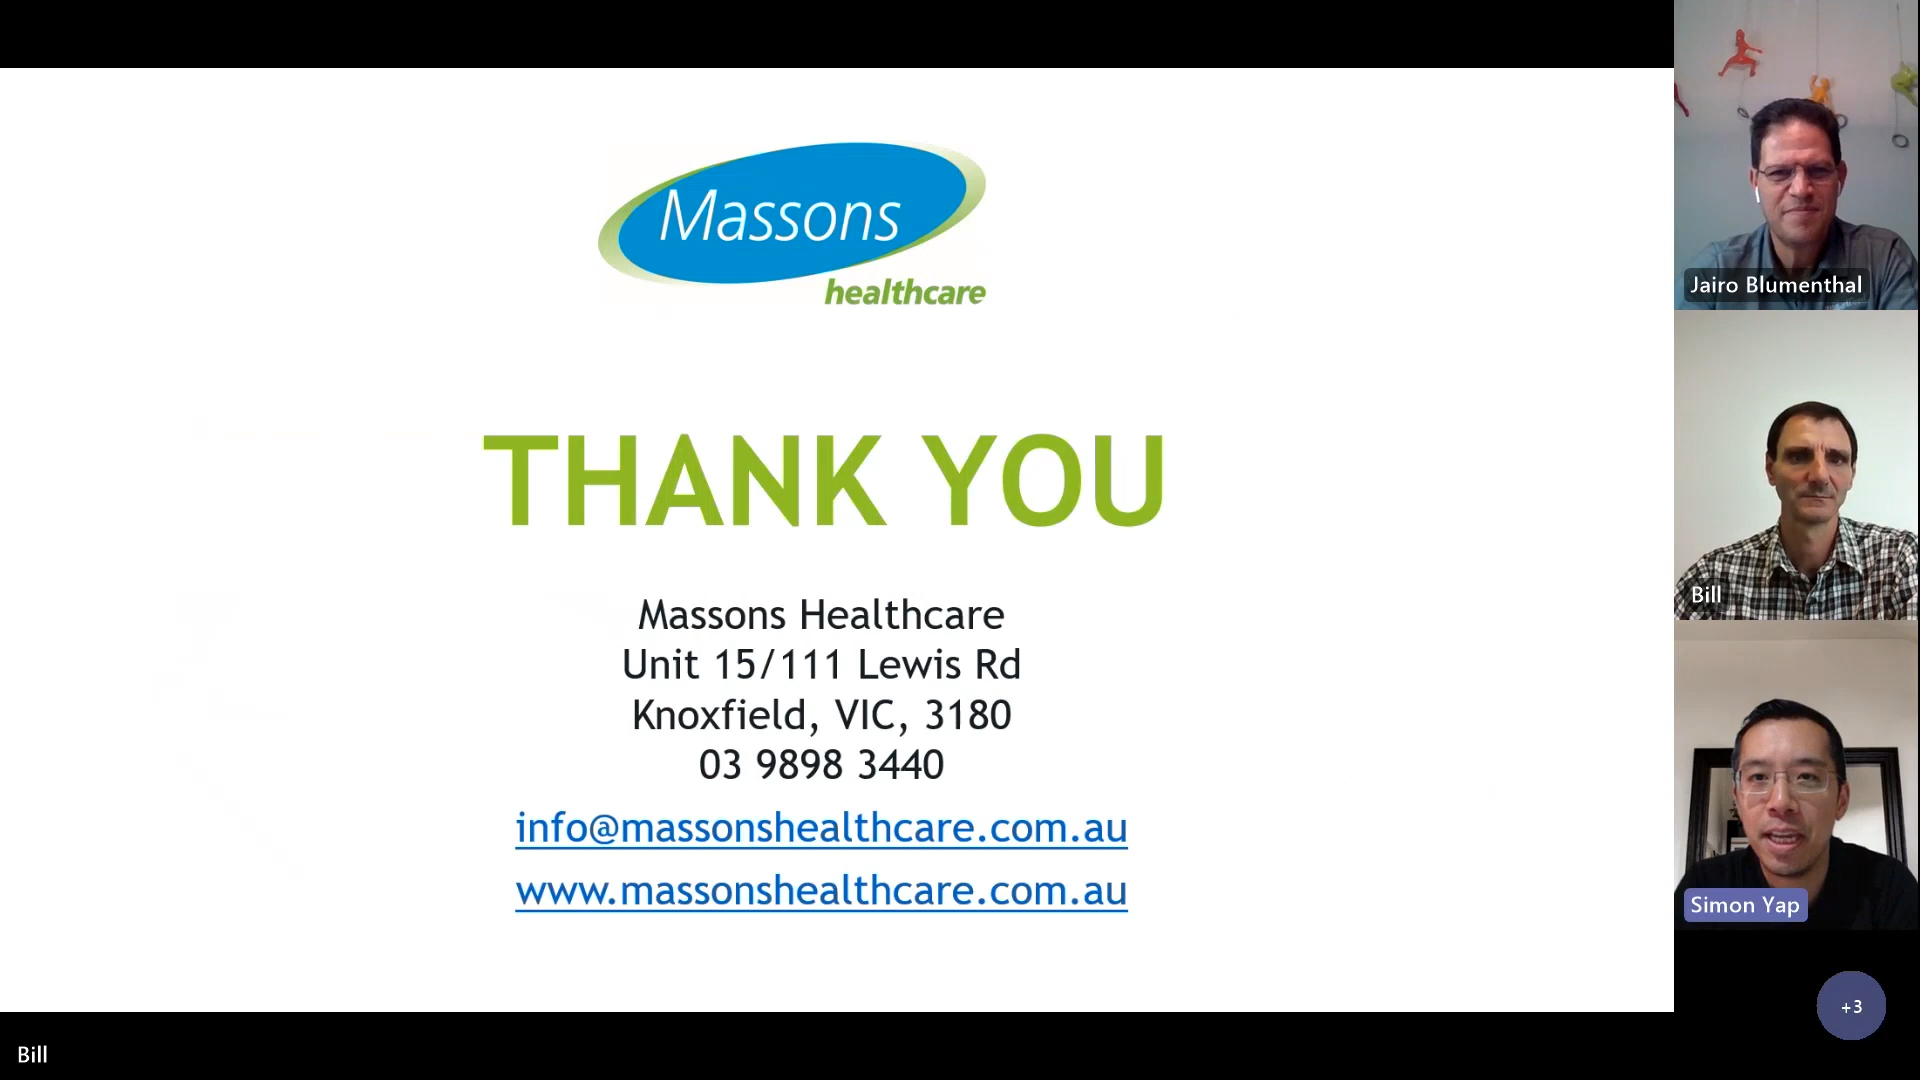 Massons
healthcare
THANK YOU
Massons Healthcare
Unit 15/111 Lewis Rd
Knoxfield, VIC, 3180
03 9898 3440
info@massonshealthcare.com.au
www.massonshealthcare.com.au
Jairo Blumenthal
Bill
Simon Yap
+3
Bill